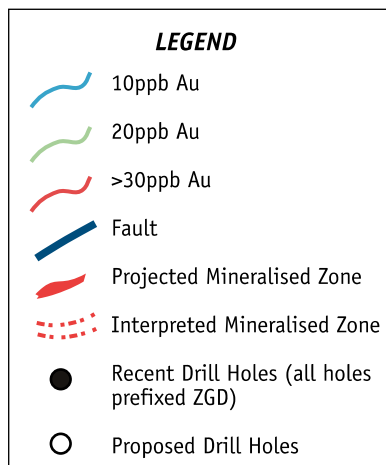 LEGEND
10ppb Au
20ppb Au
>30ppb Au
Fault
Projected Mineralised Zone
Interpreted Mineralised Zone
Recent Drill Holes (all holes
prefixed ZGD)
Proposed Drill Holes